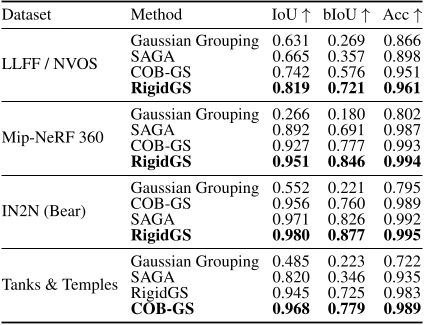 Dataset Method IoU ↑ bIoU ↑ Acc ↑
LLFF / NVOS
Gaussian Grouping 0.631 0.269 0.866
SAGA 0.665 0.357 0.898
COB-GS 0.742 0.576 0.951
RigidGS 0.819 0.721 0.961
Mip-NeRF 360
Gaussian Grouping 0.266 0.180 0.802
SAGA 0.892 0.691 0.987
COB-GS 0.927 0.777 0.993
RigidGS 0.951 0.846 0.994
IN2N (Bear)
Gaussian Grouping 0.552 0.221 0.795
COB-GS 0.956 0.760 0.989
SAGA 0.971 0.826 0.992
RigidGS 0.980 0.877 0.995
Tanks & Temples
Gaussian Grouping 0.485 0.223 0.722
SAGA 0.820 0.346 0.935
RigidGS 0.945 0.725 0.983
COB-GS 0.968 0.779 0.989